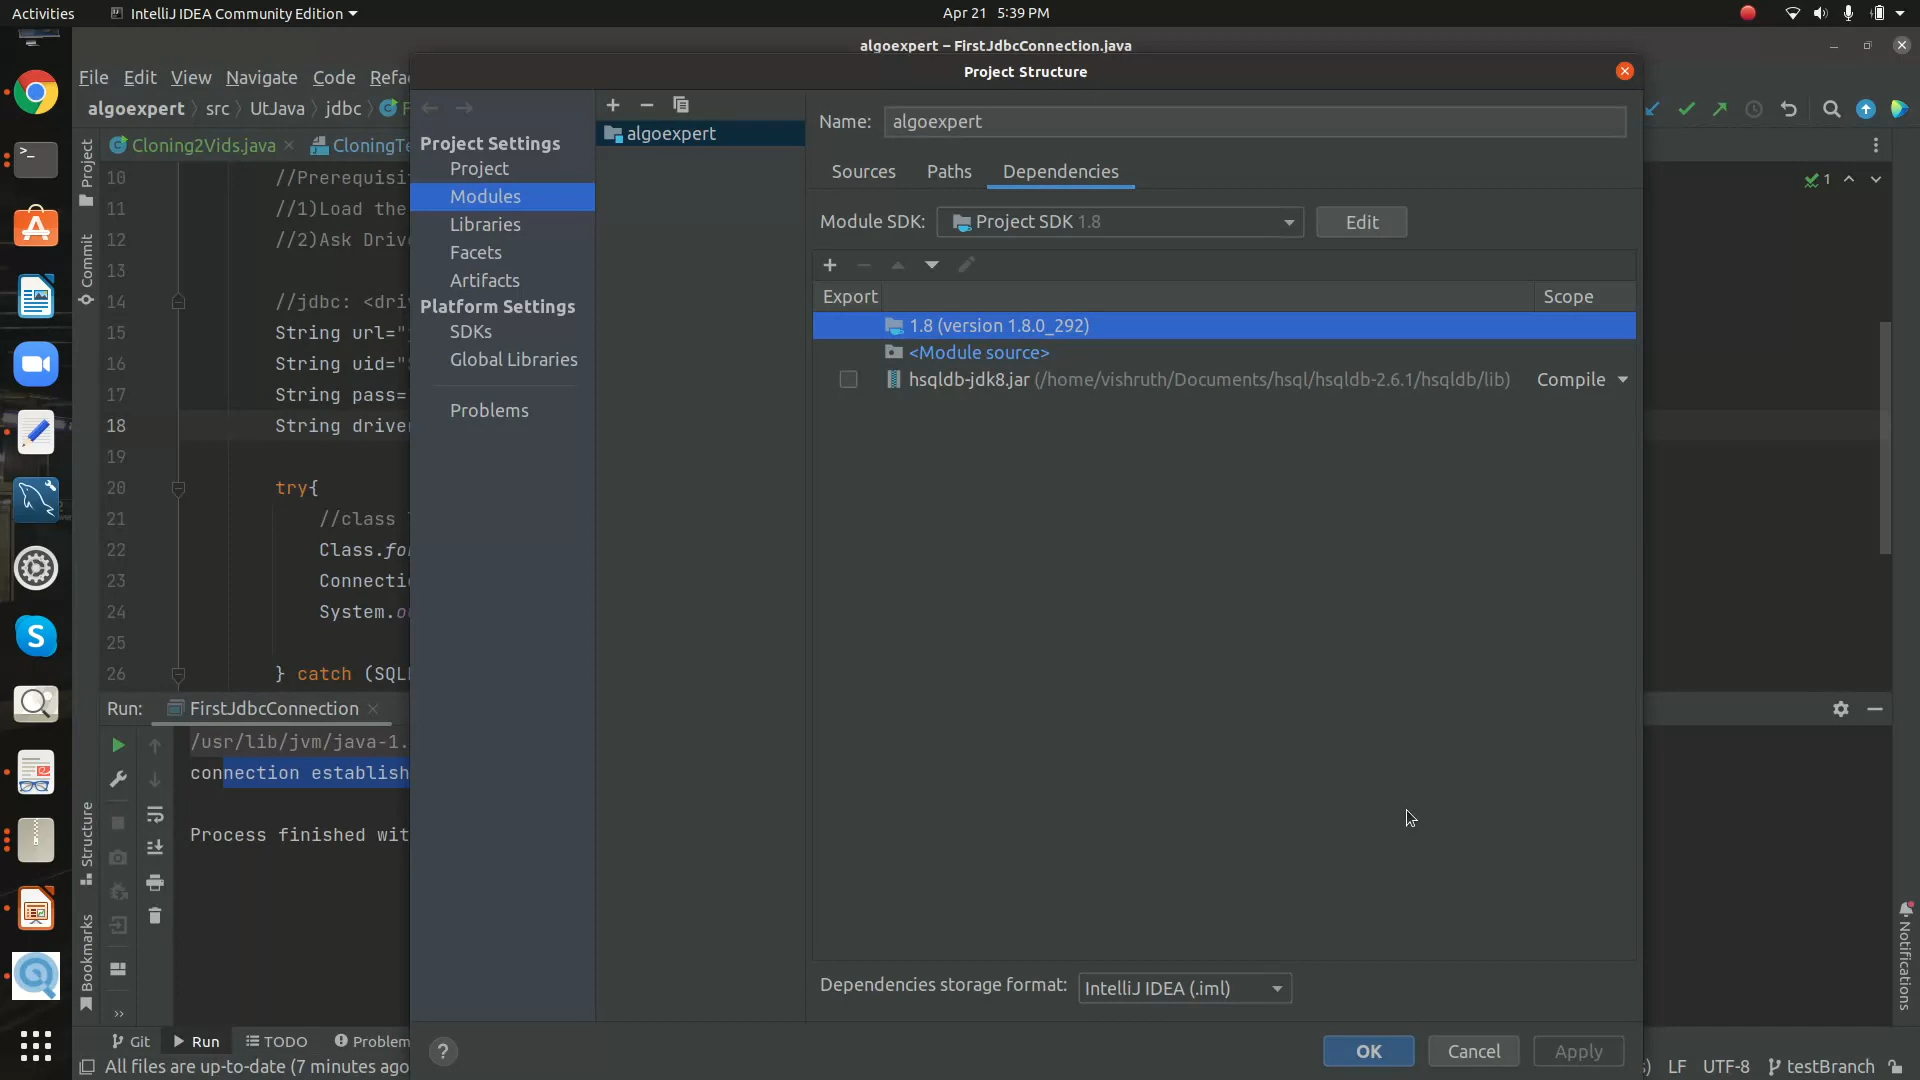 Activities
IntelliJ IDEA Community Edition
Apr 21 5:39 PM
algoexpert – FirstJdbcConnection.java
File Edit View Navigate Code Refa
Project Structure
algoexpert src UtJava jdbc
Cloning2Vids.java
CloningTe
Project
Commit
Structure
Bookmarks
10 //Prerequisi
11 //1)Load the
12 //2)Ask Drive
13
14 //jdbc: <driv
15 String url="
16 String uid="
17 String pass=
18 String driver
19
20 try{
21 //class
22 Class.fo
23 Connectio
24 System.o
25
26 } catch (SQL
Project Settings
Project
Modules
Libraries
Facets
Artifacts
Platform Settings
SDKs
Global Libraries
Problems
algoexpert
Name: algoexpert
Sources Paths Dependencies
Module SDK: Project SDK 1.8 Edit
Export Scope
1.8 (version 1.8.0_292)
<Module source>
hsqldb-jdk8.jar (/home/vishruth/Documents/hsql/hsqldb-2.6.1/hsqldb/lib) Compile
Dependencies storage format: IntelliJ IDEA (.iml)
? OK Cancel Apply
1
Run: FirstJdbcConnection
/usr/lib/jvm/java-1.
connection establish
Process finished wit
Notifications
Git Run TODO Problem
All files are up-to-date (7 minutes ago
LF UTF-8 testBranch